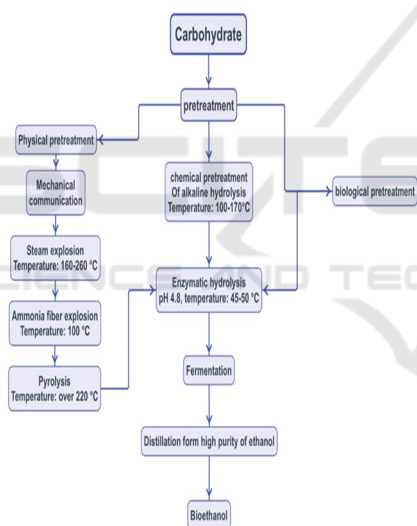 Carbohydrate
pretreatment
Physical pretreatment
Mechanical
communication
Steam explosion
Temperature: 160-260 °C
Ammonia fiber explosion
Temperature: 100 °C
Pyrolysis
Temperature: over 220 °C
chemical pretreatment
Of alkaline hydrolysis
Temperature: 100-170°C
biological pretreatment
Enzymatic hydrolysis
pH 4.8, temperature: 45-50 °C
Fermentation
Distillation form high purity of ethanol
Bioethanol